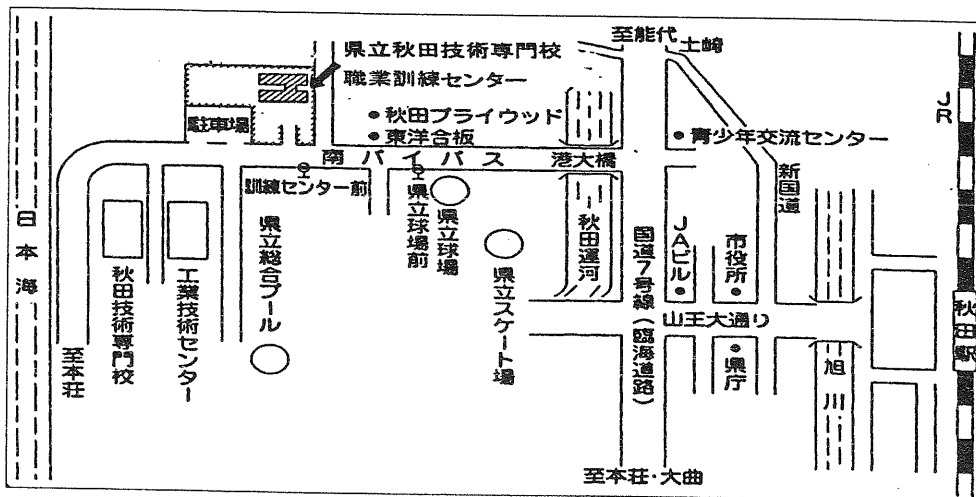 至能代
土崎
県立秋田技術専門校
職業訓練センター
JR
駐車場
秋田プライウッド
東洋合板
青少年交流センター
南バイパス
港大橋
訓練センター前
県立球場前
県立球場
新国道
日本海
秋田技術専門校
工業技術センター
県立総合プール
県立スケート場
秋田運河
国道7号線(臨海道路)
JAビル
市役所
山王大通り
県庁
旭川
秋田駅
至本荘
至本荘・大曲